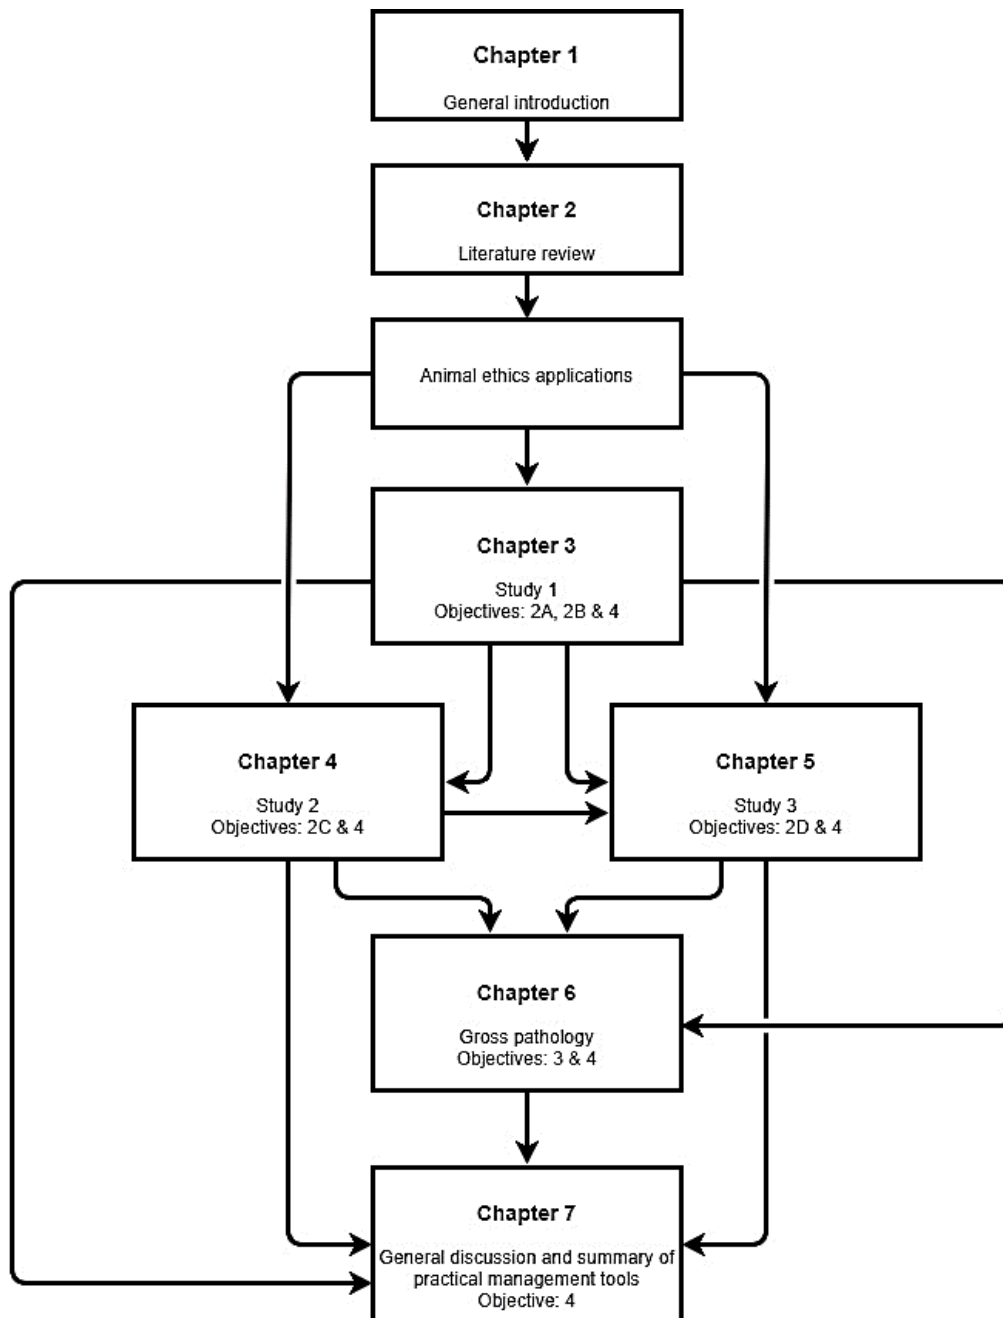 Chapter 1
General introduction
Chapter 2
Literature review
Animal ethics applications
Chapter 3
Study 1
Objectives: 2A, 2B & 4
Chapter 4
Study 2
Objectives: 2C & 4
Chapter 5
Study 3
Objectives: 2D & 4
Chapter 6
Gross pathology
Objectives: 3 & 4
Chapter 7
General discussion and summary of
practical management tools
Objective: 4